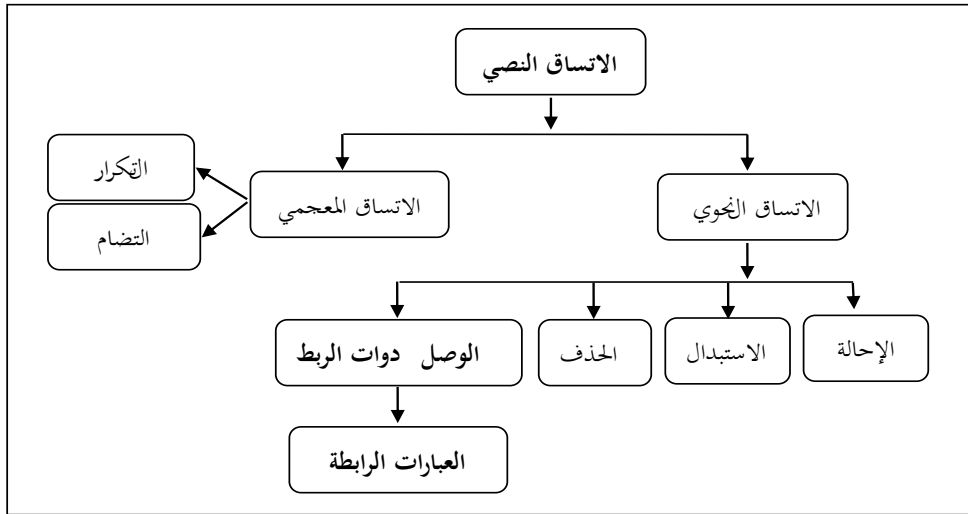 الاتساق النصي
الاتساق النحوي
الاتساق المعجمي
التكرار
التضام
الإحالة
الاستبدال
الحذف
الوصل دوات الربط
العبارات الرابطة